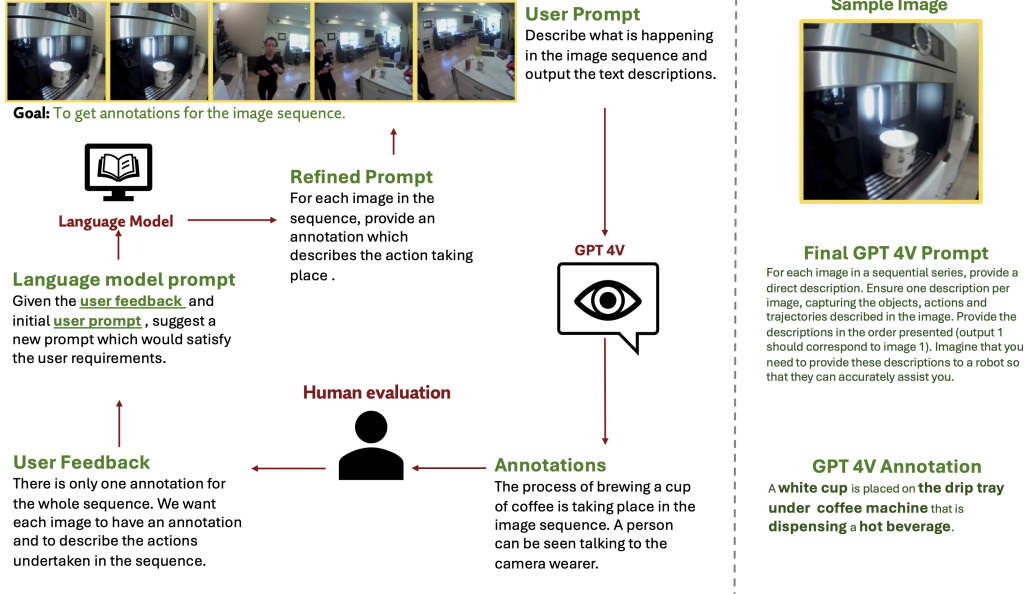 User Prompt
Describe what is happening
in the image sequence and
output the text descriptions.
Goal: To get annotations for the image sequence.
Language Model
Refined Prompt
For each image in the
sequence, provide an
annotation which
describes the action taking
place .
GPT 4V
Language model prompt
Given the user feedback and
initial user prompt , suggest a
new prompt which would satisfy
the user requirements.
Human evaluation
User Feedback
There is only one annotation for
the whole sequence. We want
each image to have an annotation
and to describe the actions
undertaken in the sequence.
Annotations
The process of brewing a cup
of coffee is taking place in the
image sequence. A person
can be seen talking to the
camera wearer.
Sample Image
Final GPT 4V Prompt
For each image in a sequential series, provide a
direct description. Ensure one description per
image, capturing the objects, actions and
trajectories described in the image. Provide the
descriptions in the order presented (output 1
should correspond to image 1). Imagine that you
need to provide these descriptions to a robot so
that they can accurately assist you.
GPT 4V Annotation
A white cup is placed on the drip tray
under coffee machine that is
dispensing a hot beverage.